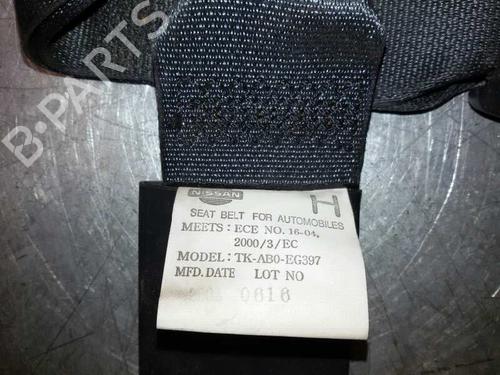 B-PARTS
NISSAN
H
SEAT BELT FOR AUTOMOBILES
MEETS: ECE NO. 16-04,
2000/3/EC
MODEL: TK-AB0-EG397
MFD. DATE LOT NO
0616